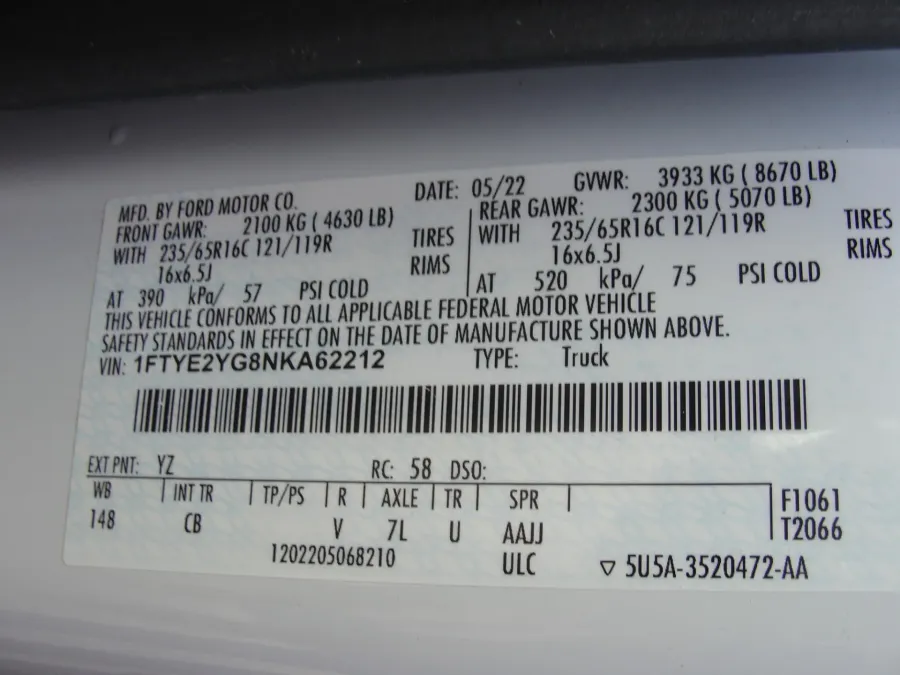 MFD. BY FORD MOTOR CO. DATE: 05/22 GVWR: 3933 KG ( 8670 LB)
FRONT GAWR: 2100 KG ( 4630 LB) REAR GAWR: 2300 KG ( 5070 LB)
WITH 235/65R16C 121/119R TIRES WITH 235/65R16C 121/119R TIRES
16x6.5J RIMS 16x6.5J RIMS
AT 390 kPa/ 57 PSI COLD AT 520 kPa/ 75 PSI COLD
THIS VEHICLE CONFORMS TO ALL APPLICABLE FEDERAL MOTOR VEHICLE
SAFETY STANDARDS IN EFFECT ON THE DATE OF MANUFACTURE SHOWN ABOVE.
VIN: 1FTYE2YG8NKA62212 TYPE: Truck
EXT PNT: YZ RC: 58 DSO:
WB INT TR TP/PS R AXLE TR SPR F1061
148 CB V 7L U AAJJ T2066
1202205068210 ULC ▽ 5U5A-3520472-AA